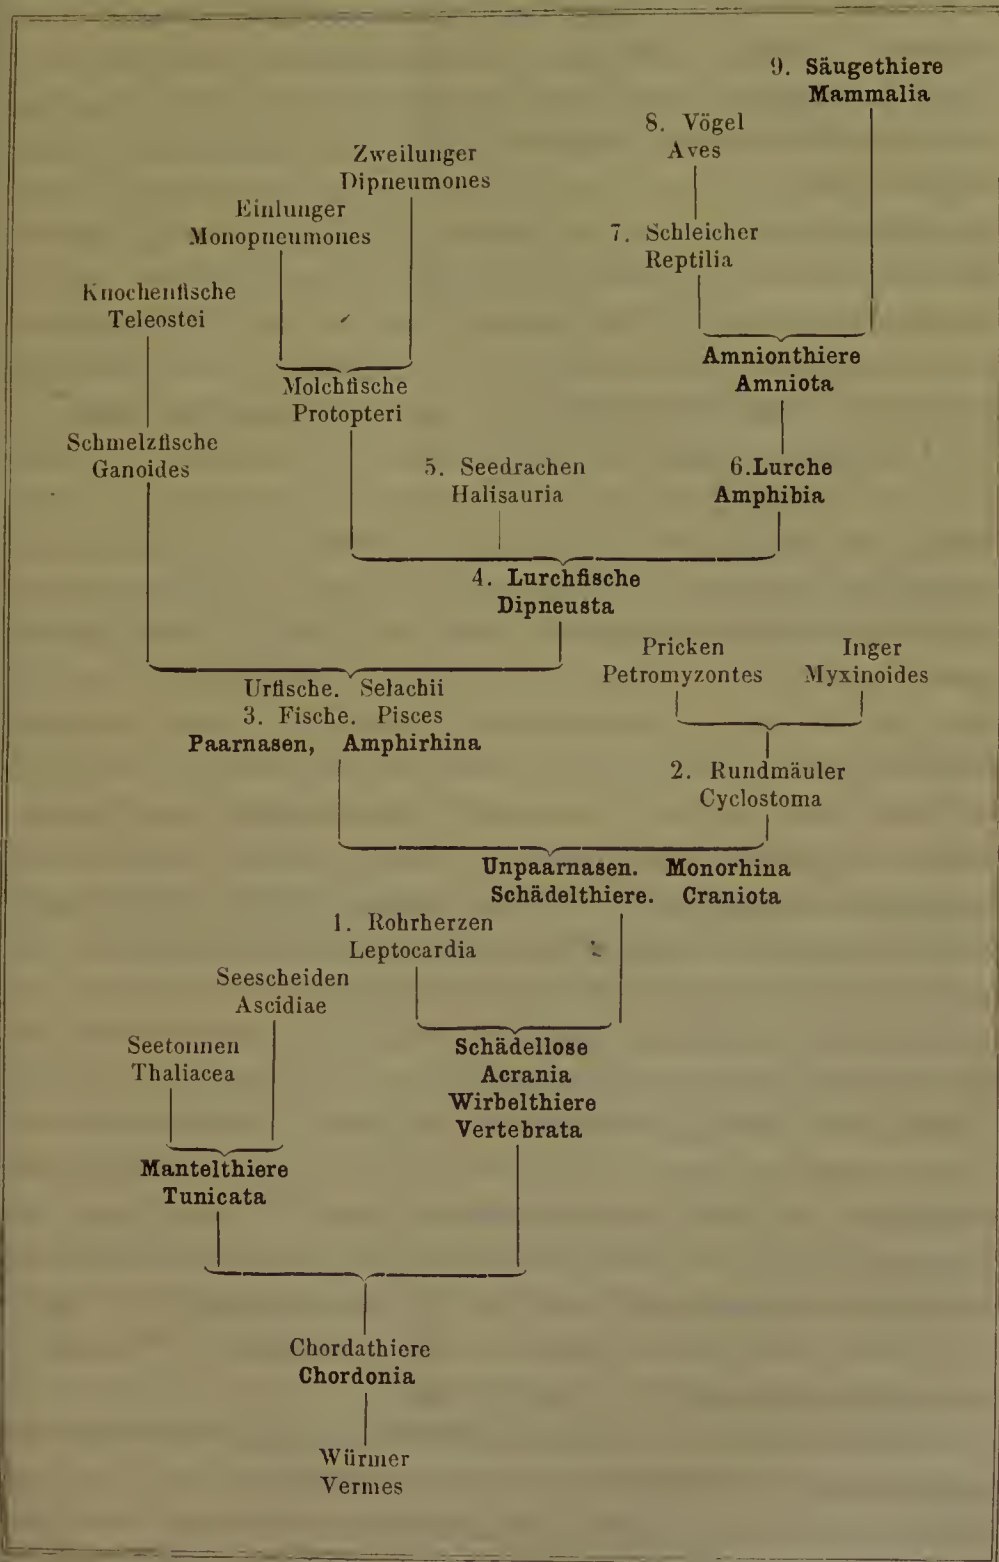 9. Säugethiere
Mammalia
8. Vögel
Aves
Zweilunger
Dipneumones
Einlunger
Monopneumones
7. Schleicher
Reptilia
Knochenfische
Teleostei
Amnionthiere
Amniota
Molchfische
Protopteri
Schmelzfische
Ganoides
5. Seedrachen
Halisauria
6.Lurche
Amphibia
4. Lurchfische
Dipneusta
Pricken
Petromyzontes
Inger
Myxinoides
Urfische. Selachii
3. Fische. Pisces
Paarnasen, Amphirhina
2. Rundmäuler
Cyclostoma
Unpaarnasen. Monorhina
Schädelthiere. Craniota
1. Rohrherzen
Leptocardia
Seescheiden
Ascidiae
Seetonnen
Thaliacea
Schädellose
Acrania
Wirbelthiere
Vertebrata
Mantelthiere
Tunicata
Chordathiere
Chordonia
Würmer
Vermes